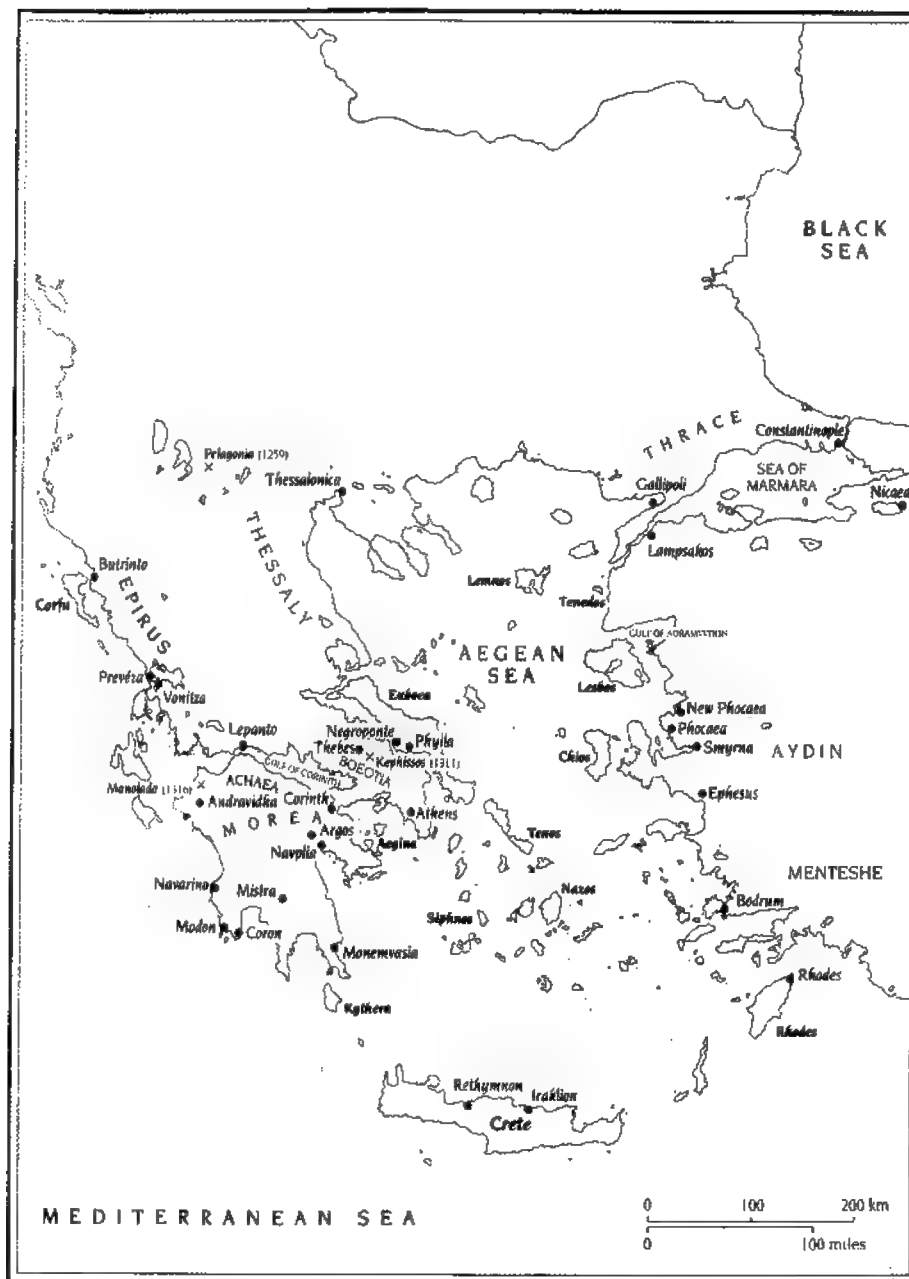 BLACK
SEA
THRACE
Constantinople
Pelagonia (1259)
Thessalonica
SEA OF
MARMARA
Gallipoli
Nicaea
THESSALY
Lampsakos
Butrinto
Corfu
EPIRUS
Lemnos
Tenedos
GULF OF ADRAMYTTION
AEGEAN
SEA
Prevéza
Vonitza
Euboea
Lesbos
New Phocaea
Phocaea
Lepanto
Negroponte
Thebes
Phylla
Smyrna
AYDIN
BOEOTIA
Kephissos (1311)
Chios
GULF OF CORINTH
ACHAEA
Manolada (1316)
Andravidha
Corinth
Athens
Ephesus
MOREA
Argos
Aegina
Tenos
Navplia
MENTESHE
Navarino
Mistra
Naxos
Bodrum
Siphnos
Modon
Coron
Monemvasia
Rhodes
Kythera
Rhodes
Rethymnon
Iraklion
Crete
MEDITERRANEAN SEA
0 100 200 km
0 100 miles